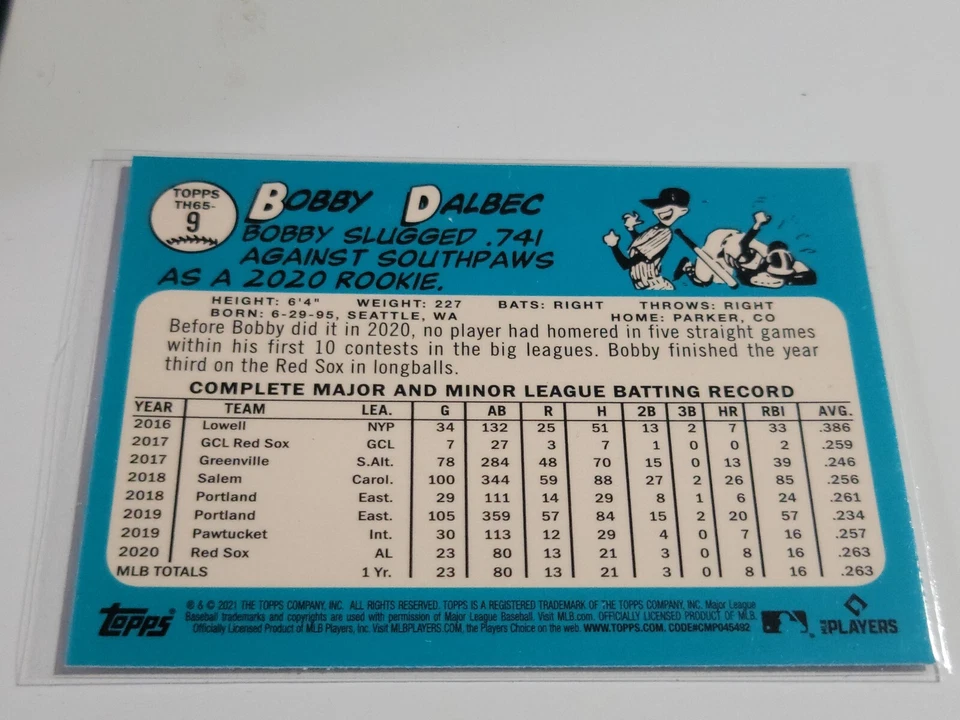 TOPPS
TH65-
9
BOBBY DALBEC
BOBBY SLUGGED .741
AGAINST SOUTHPAWS
AS A 2020 ROOKIE.
HEIGHT: 6'4" WEIGHT: 227 BATS: RIGHT THROWS: RIGHT
BORN: 6-29-95, SEATTLE, WA HOME: PARKER, CO
Before Bobby did it in 2020, no player had homered in five straight games
within his first 10 contests in the big leagues. Bobby finished the year
third on the Red Sox in longballs.
COMPLETE MAJOR AND MINOR LEAGUE BATTING RECORD
YEAR TEAM LEA. G AB R H 2B 3B HR RBI AVG.
2016 Lowell NYP 34 132 25 51 13 2 7 33 .386
2017 GCL Red Sox GCL 7 27 3 7 1 0 0 2 .259
2017 Greenville S.Alt. 78 284 48 70 15 0 13 39 .246
2018 Salem Carol. 100 344 59 88 27 2 26 85 .256
2018 Portland East. 29 111 14 29 8 1 6 24 .261
2019 Portland East. 105 359 57 84 15 2 20 57 .234
2019 Pawtucket Int. 30 113 12 29 4 0 7 16 .257
2020 Red Sox AL 23 80 13 21 3 0 8 16 .263
MLB TOTALS 1 Yr. 23 80 13 21 3 0 8 16 .263
topps
® & © 2021 THE TOPPS COMPANY, INC. ALL RIGHTS RESERVED. TOPPS IS A REGISTERED TRADEMARK OF THE TOPPS COMPANY, INC. Major League
Baseball trademarks and copyrights are used with permission of Major League Baseball. Visit MLB.com. OFFICIALLY LICENSED PRODUCT OF MLB
Officially Licensed Product of MLB Players, Inc. Visit MLBPLAYERS.COM, the Players Choice on the web. WWW.TOPPS.COM. CODE#CMP045492
MLB PLAYERS